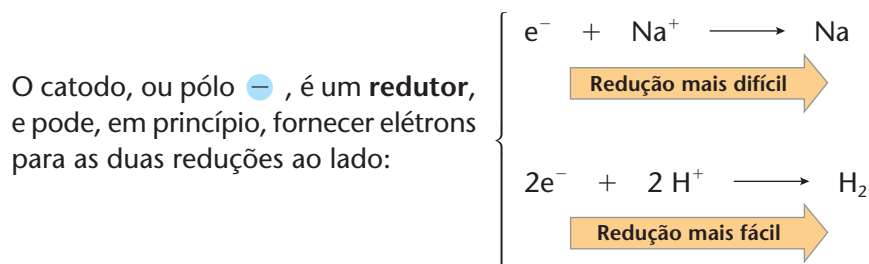 O catodo, ou pólo − , é um redutor,
e pode, em princípio, fornecer elétrons
para as duas reduções ao lado:
e⁻ + Na⁺ ⟶ Na
Redução mais difícil
2e⁻ + 2 H⁺ ⟶ H₂
Redução mais fácil